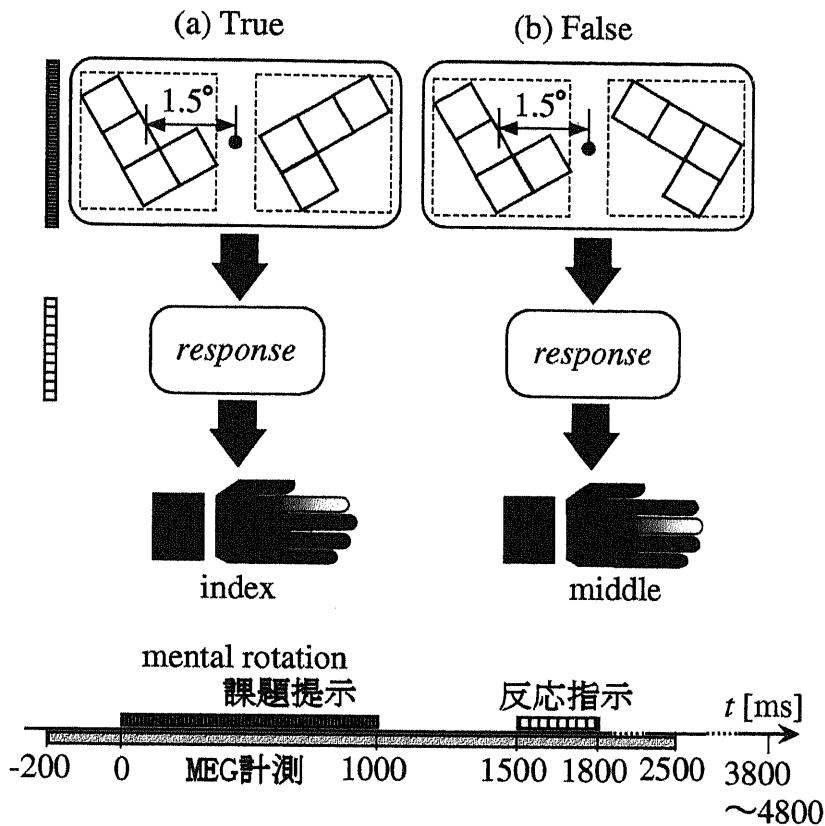 (a) True
(b) False
1.5°
1.5°
response
response
index
middle
mental rotation
課題提示
反応指示
t [ms]
-200
0
MEG計測
1000
1500
1800
2500
3800
～4800